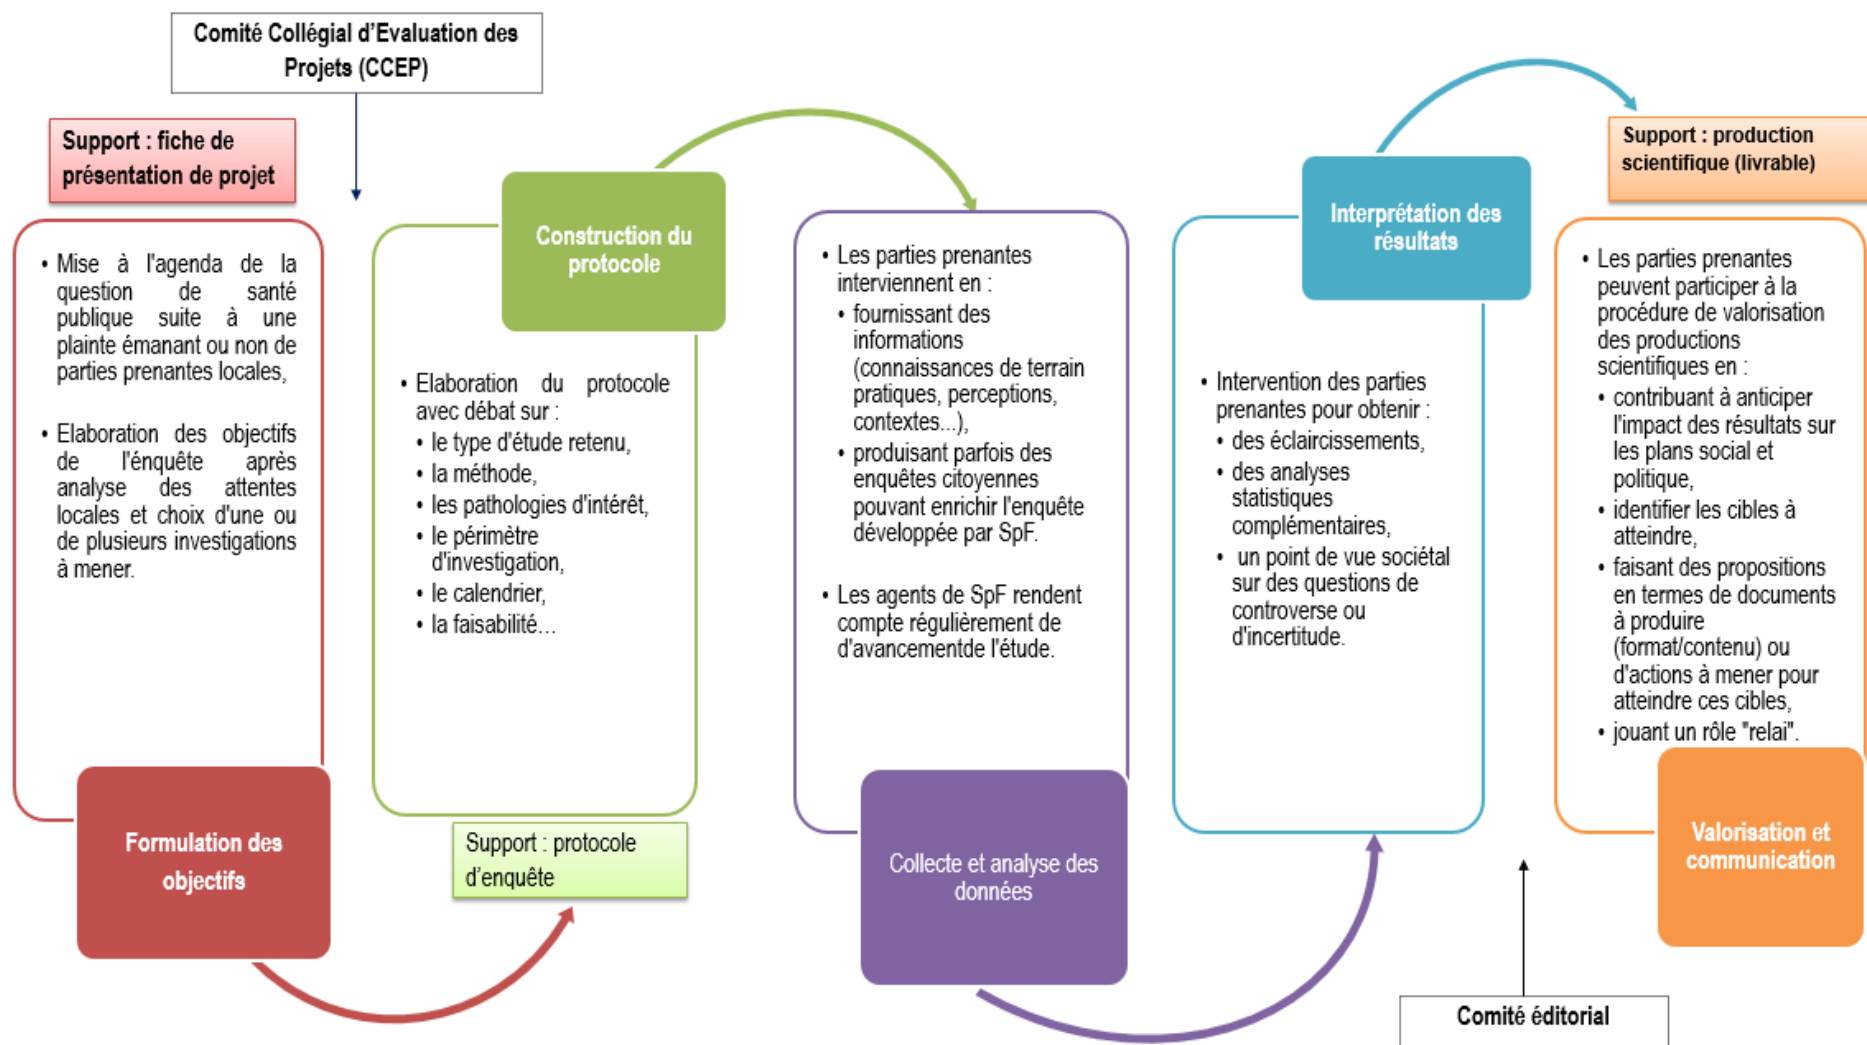 Comité Collégial d'Evaluation des
Projets (CCEP)
Support : fiche de
présentation de projet
• Mise à l'agenda de la
question de santé
publique suite à une
plainte émanant ou non de
parties prenantes locales,
• Elaboration des objectifs
de l'énquête après
analyse des attentes
locales et choix d'une ou
de plusieurs investigations
à mener.
Formulation des
objectifs
Construction du
protocole
• Elaboration du protocole
avec débat sur :
• le type d'étude retenu,
• la méthode,
• les pathologies d'intérêt,
• le périmètre
d'investigation,
• le calendrier,
• la faisabilité...
Support : protocole
d'enquête
• Les parties prenantes
interviennent en :
• fournissant des
informations
(connaissances de terrain
pratiques, perceptions,
contextes...),
• produisant parfois des
enquêtes citoyennes
pouvant enrichir l'enquête
développée par SpF.
• Les agents de SpF rendent
compte régulièrement de
d'avancementde l'étude.
Collecte et analyse des
données
Interprétation des
résultats
• Intervention des parties
prenantes pour obtenir :
• des éclaircissements,
• des analyses
statistiques
complémentaires,
• un point de vue sociétal
sur des questions de
controverse ou
d'incertitude.
Support : production
scientifique (livrable)
• Les parties prenantes
peuvent participer à la
procédure de valorisation
des productions
scientifiques en :
• contribuant à anticiper
l'impact des résultats sur
les plans social et
politique,
• identifier les cibles à
atteindre,
• faisant des propositions
en termes de documents
à produire
(format/contenu) ou
d'actions à mener pour
atteindre ces cibles,
• jouant un rôle "relai".
Valorisation et
communication
Comité éditorial